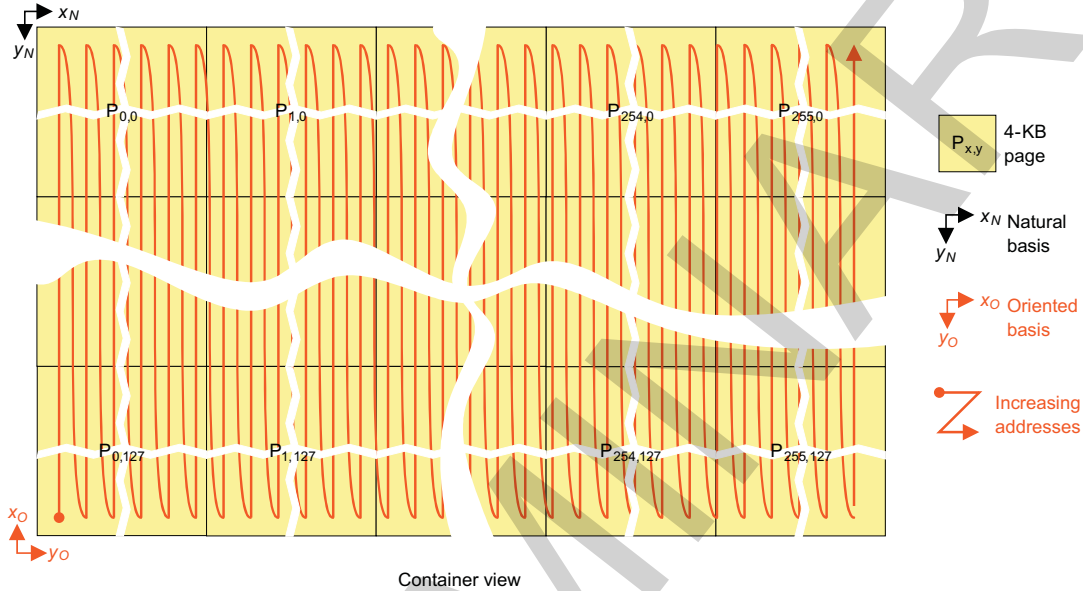 x_N
y_N
P_0,0
P_1,0
P_254,0
P_255,0
P_x,y
4-KB
page
x_N Natural
y_N basis
x_O Oriented
y_O basis
Increasing
addresses
P_0,127
P_1,127
P_254,127
P_255,127
x_O
y_O
Container view